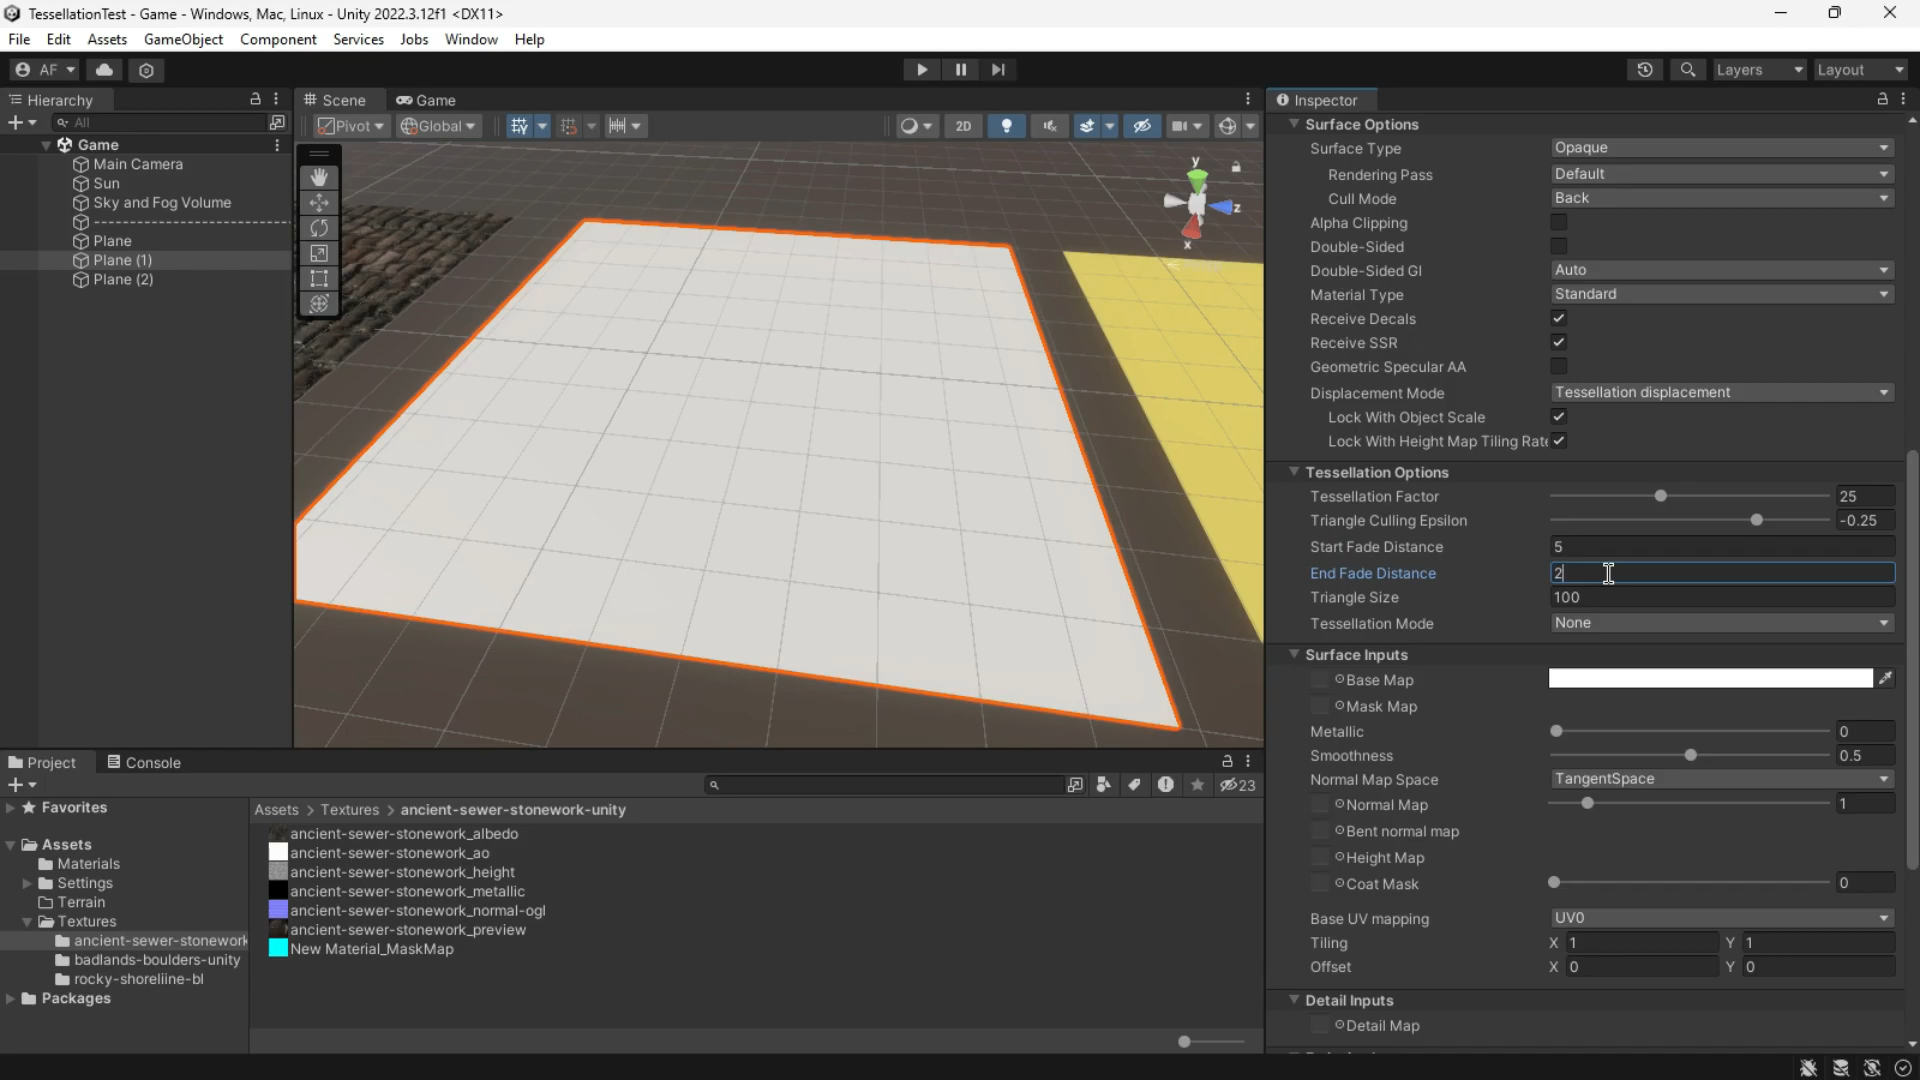 TessellationTest - Game - Windows, Mac, Linux - Unity 2022.3.12f1 <DX11>
File Edit Assets GameObject Component Services Jobs Window Help
AF Layers Layout
Hierarchy
All
Game
Main Camera
Sun
Sky and Fog Volume
Plane
Plane (1)
Plane (2)
Scene Game
Pivot Global 2D
y
z
x
Inspector
Surface Options
Surface Type Opaque
Rendering Pass Default
Cull Mode Back
Alpha Clipping
Double-Sided
Double-Sided GI Auto
Material Type Standard
Receive Decals
Receive SSR
Geometric Specular AA
Displacement Mode Tessellation displacement
Lock With Object Scale
Lock With Height Map Tiling Rate
Tessellation Options
Tessellation Factor 25
Triangle Culling Epsilon -0.25
Start Fade Distance 5
End Fade Distance 2
Triangle Size 100
Tessellation Mode None
Surface Inputs
Base Map
Mask Map
Metallic 0
Smoothness 0.5
Normal Map Space TangentSpace
Normal Map 1
Bent normal map
Height Map
Coat Mask 0
Base UV mapping UV0
Tiling X 1 Y 1
Offset X 0 Y 0
Detail Inputs
Detail Map
Project Console
23
Favorites
Assets
Materials
Settings
Terrain
Textures
ancient-sewer-stonework
badlands-boulders-unity
rocky-shoreliine-bl
Packages
Assets > Textures > ancient-sewer-stonework-unity
ancient-sewer-stonework_albedo
ancient-sewer-stonework_ao
ancient-sewer-stonework_height
ancient-sewer-stonework_metallic
ancient-sewer-stonework_normal-ogl
ancient-sewer-stonework_preview
New Material_MaskMap